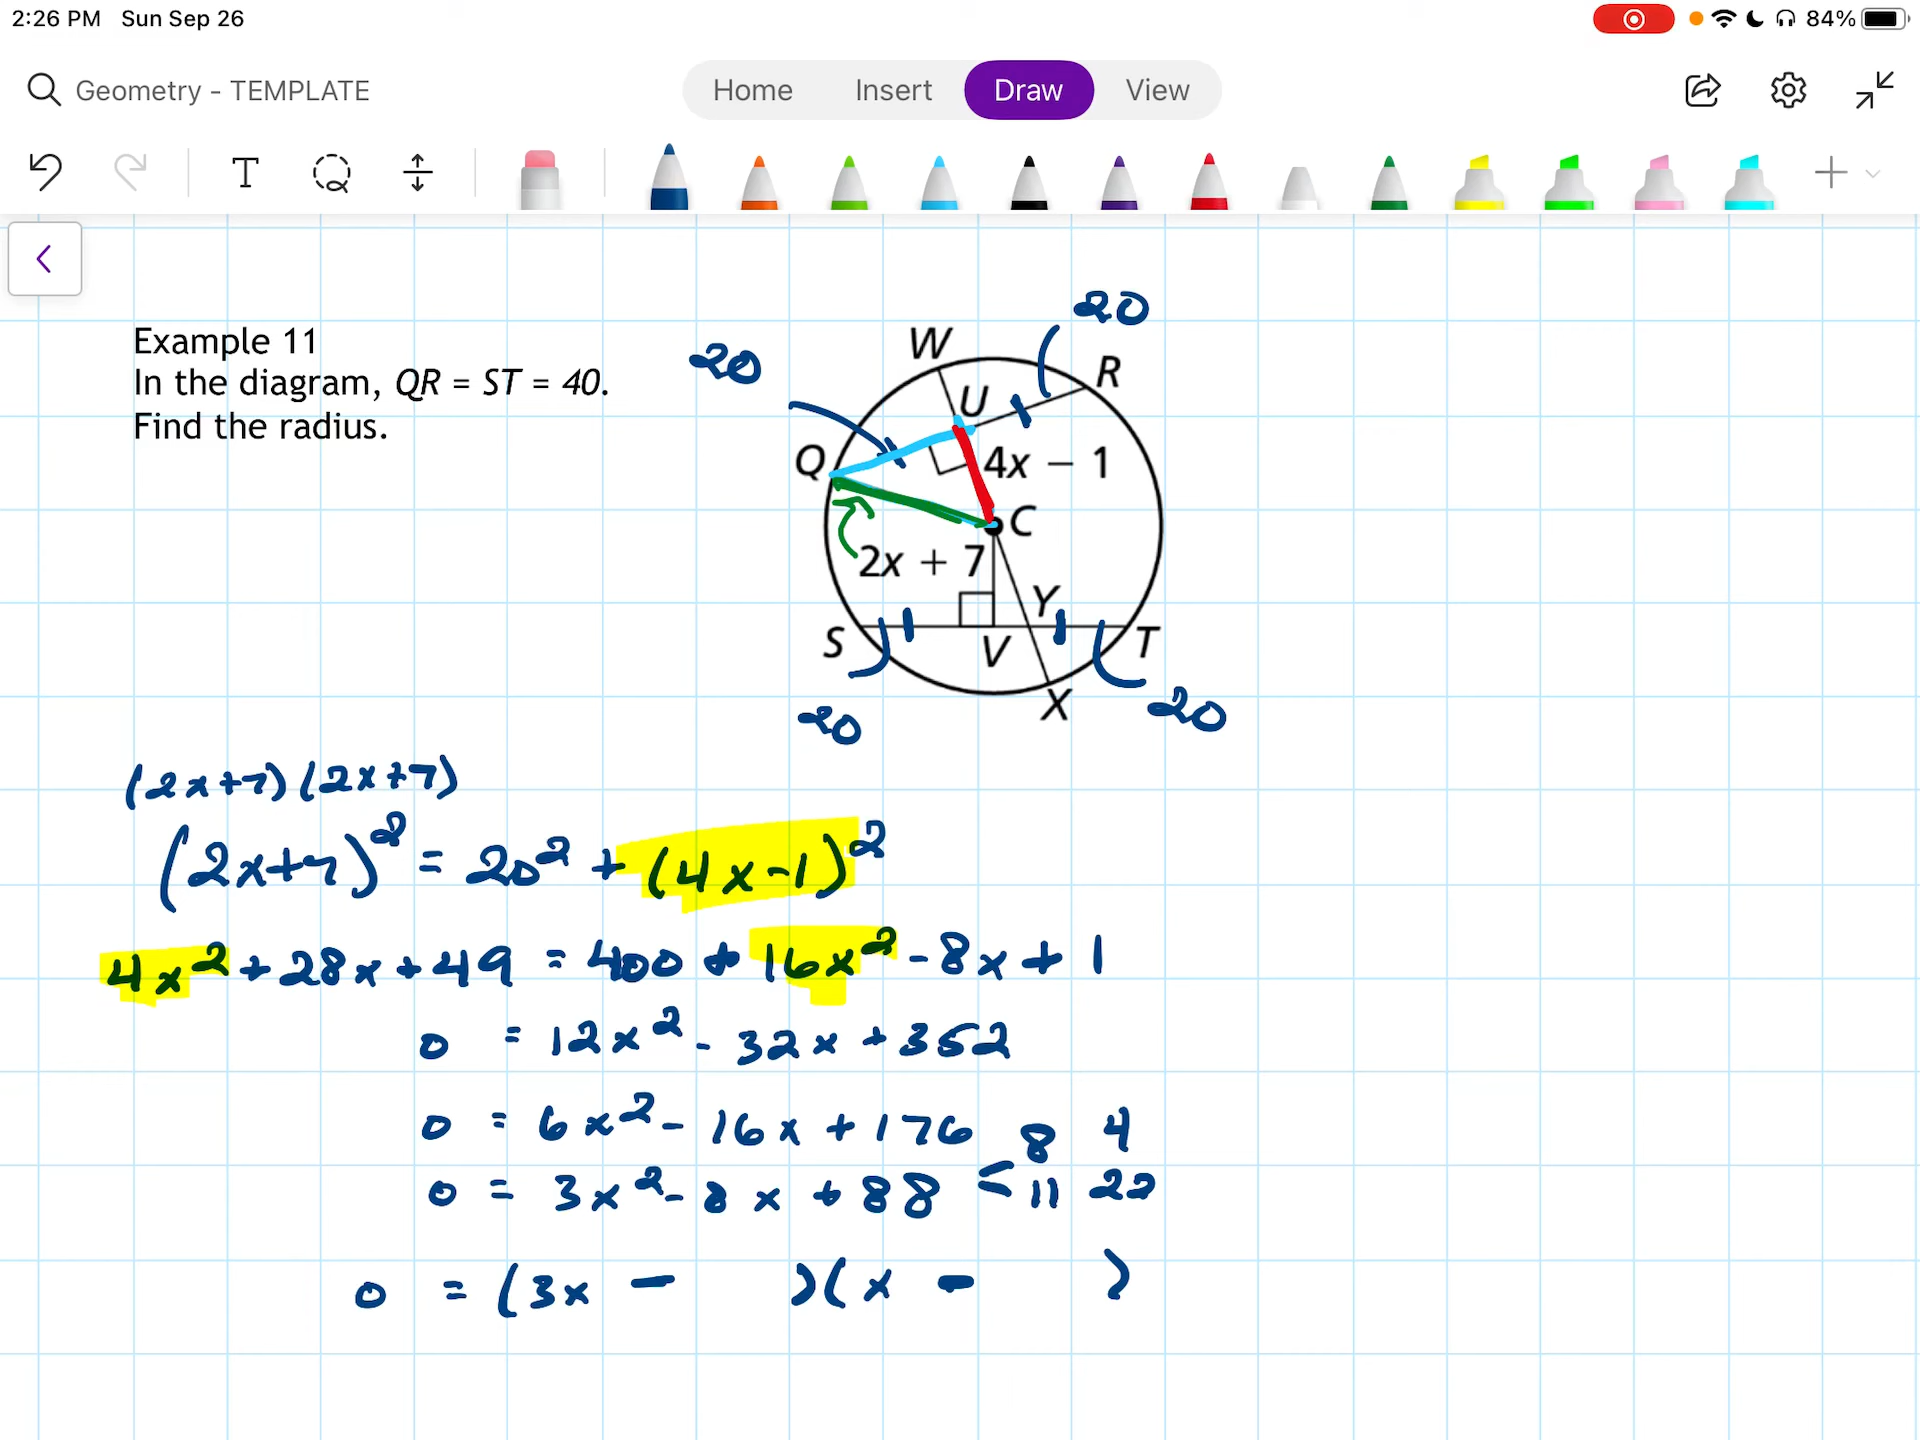 2:26 PM Sun Sep 26
84%
Geometry - TEMPLATE
Home Insert Draw View
T
Example 11
In the diagram, QR = ST = 40.
Find the radius.
20
20
W
R
U
Q
4x − 1
C
2x + 7
Y
S
V
T
X
20
20
(2x+7)(2x+7)
(2x+7)² = 20² + (4x-1)²
4x² + 28x + 49 = 400 + 16x² - 8x + 1
0 = 12x² - 32x + 352
0 = 6x² - 16x + 176
8 4
0 = 3x² - 8x + 88 < 11 22
0 = (3x - )(x - )